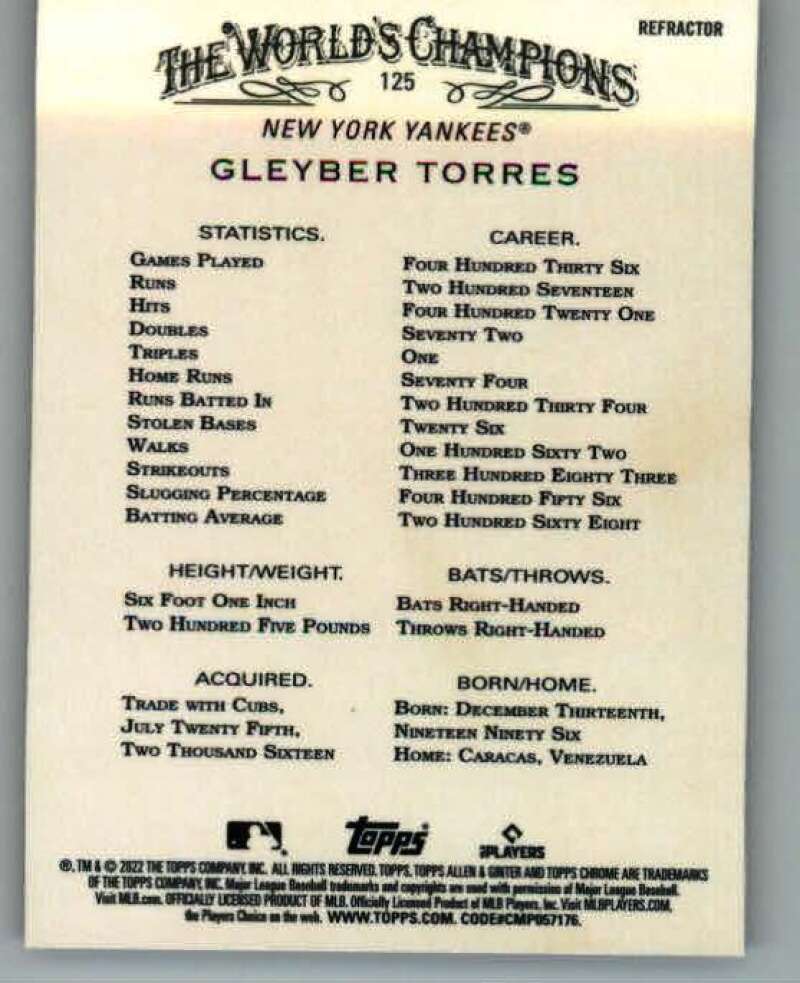 REFRACTOR
THE WORLD'S CHAMPIONS
125
NEW YORK YANKEES®
GLEYBER TORRES
STATISTICS. CAREER.
GAMES PLAYED FOUR HUNDRED THIRTY SIX
RUNS TWO HUNDRED SEVENTEEN
HITS FOUR HUNDRED TWENTY ONE
DOUBLES SEVENTY TWO
TRIPLES ONE
HOME RUNS SEVENTY FOUR
RUNS BATTED IN TWO HUNDRED THIRTY FOUR
STOLEN BASES TWENTY SIX
WALKS ONE HUNDRED SIXTY TWO
STRIKEOUTS THREE HUNDRED EIGHTY THREE
SLUGGING PERCENTAGE FOUR HUNDRED FIFTY SIX
BATTING AVERAGE TWO HUNDRED SIXTY EIGHT
HEIGHT/WEIGHT. BATS/THROWS.
SIX FOOT ONE INCH BATS RIGHT-HANDED
TWO HUNDRED FIVE POUNDS THROWS RIGHT-HANDED
ACQUIRED.
TRADE WITH CUBS,
JULY TWENTY FIFTH,
TWO THOUSAND SIXTEEN
BORN/HOME.
BORN: DECEMBER THIRTEENTH,
NINETEEN NINETY SIX
HOME: CARACAS, VENEZUELA
topps®
PLAYERS
®, TM & © 2022 THE TOPPS COMPANY, INC. ALL RIGHTS RESERVED. TOPPS, TOPPS ALLEN & GINTER AND TOPPS CHROME ARE TRADEMARKS
OF THE TOPPS COMPANY, INC. Major League Baseball trademarks and copyrights are used with permission of Major League Baseball.
Visit MLB.com. OFFICIALLY LICENSED PRODUCT OF MLB. Officially Licensed Product of MLB Players, Inc. Visit MLBPLAYERS.COM,
the Players Choice on the web. WWW.TOPPS.COM. CODE#CMP057176.